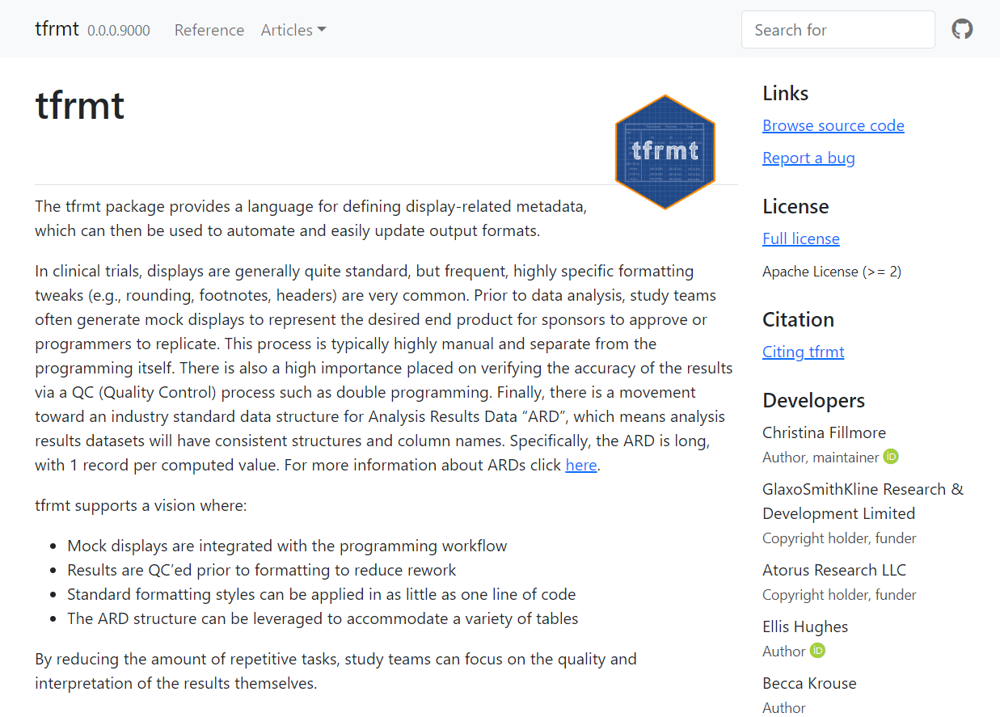 tfrmt 0.0.0.9000 Reference Articles Search for
tfrmt
tfrmt
The tfrmt package provides a language for defining display-related metadata,
which can then be used to automate and easily update output formats.
In clinical trials, displays are generally quite standard, but frequent, highly specific formatting
tweaks (e.g., rounding, footnotes, headers) are very common. Prior to data analysis, study teams
often generate mock displays to represent the desired end product for sponsors to approve or
programmers to replicate. This process is typically highly manual and separate from the
programming itself. There is also a high importance placed on verifying the accuracy of the results
via a QC (Quality Control) process such as double programming. Finally, there is a movement
toward an industry standard data structure for Analysis Results Data “ARD”, which means analysis
results datasets will have consistent structures and column names. Specifically, the ARD is long,
with 1 record per computed value. For more information about ARDs click here.
tfrmt supports a vision where:
• Mock displays are integrated with the programming workflow
• Results are QC’ed prior to formatting to reduce rework
• Standard formatting styles can be applied in as little as one line of code
• The ARD structure can be leveraged to accommodate a variety of tables
By reducing the amount of repetitive tasks, study teams can focus on the quality and
interpretation of the results themselves.
Links
Browse source code
Report a bug
License
Full license
Apache License (>= 2)
Citation
Citing tfrmt
Developers
Christina Fillmore
Author, maintainer iD
GlaxoSmithKline Research &
Development Limited
Copyright holder, funder
Atorus Research LLC
Copyright holder, funder
Ellis Hughes
Author iD
Becca Krouse
Author